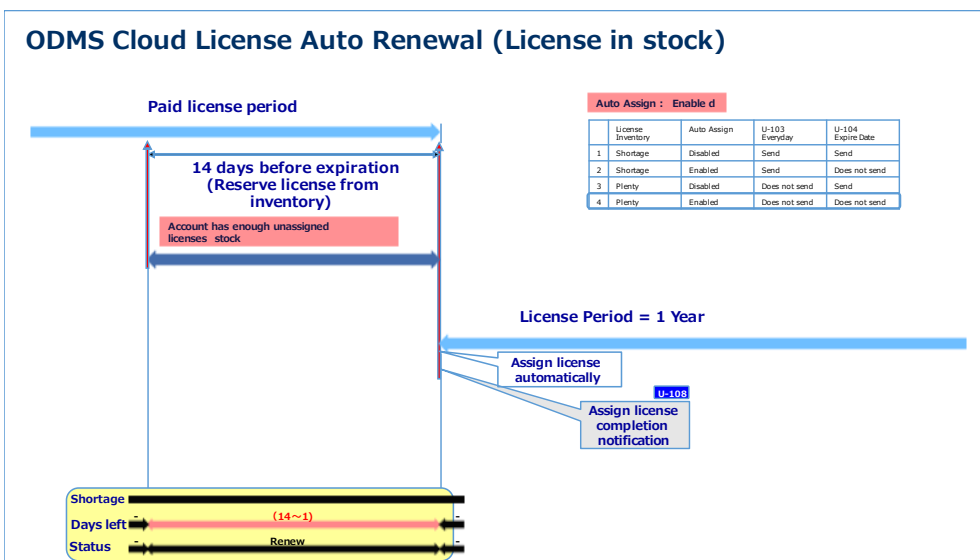 ODMS Cloud License Auto Renewal (License in stock)
Paid license period
14 days before expiration
(Reserve license from
inventory)
Account has enough unassigned
licenses stock
Auto Assign : Enable d
License Inventory Auto Assign U-103 Everyday U-104 Expire Date
1 Shortage Disabled Send Send
2 Shortage Enabled Send Does not send
3 Plenty Disabled Does not send Send
4 Plenty Enabled Does not send Does not send
License Period = 1 Year
Assign license
automatically
U-108
Assign license
completion
notification
Shortage
Days left - (14~1) -
Status - Renew -